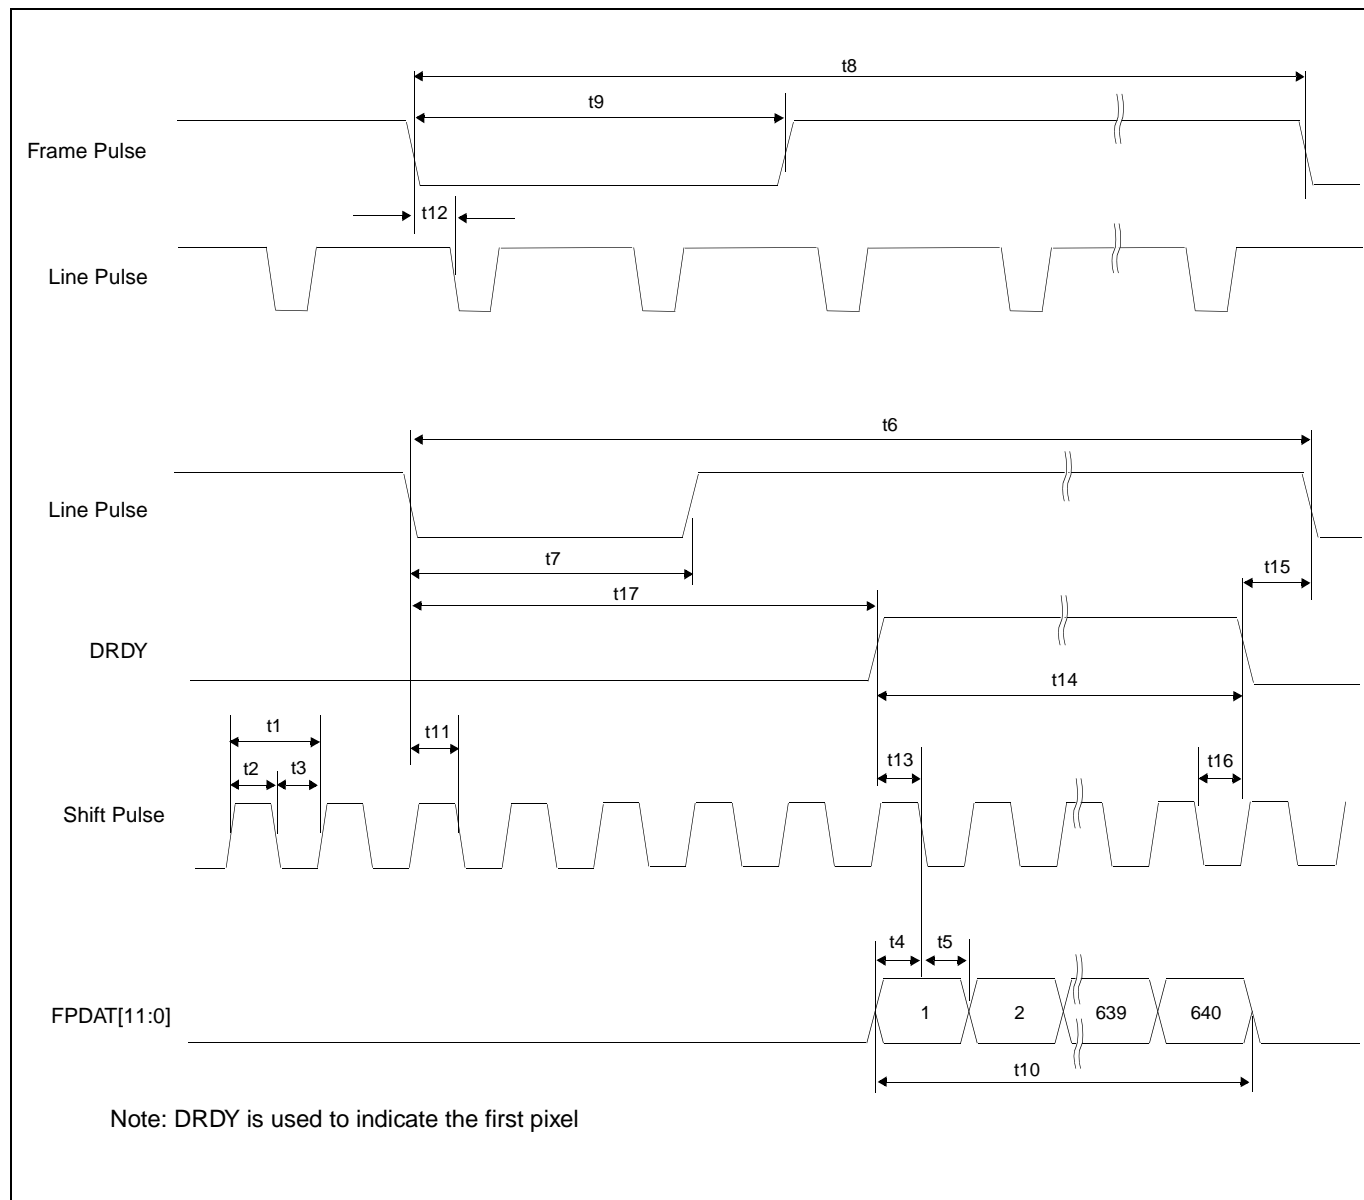 t8
t9
Frame Pulse
t12
Line Pulse
t6
Line Pulse
t7
t15
t17
DRDY
t14
t1
t11
t2 t3
t13
t16
Shift Pulse
t4 t5
FPDAT[11:0]
1 2 639 640
t10
Note: DRDY is used to indicate the first pixel